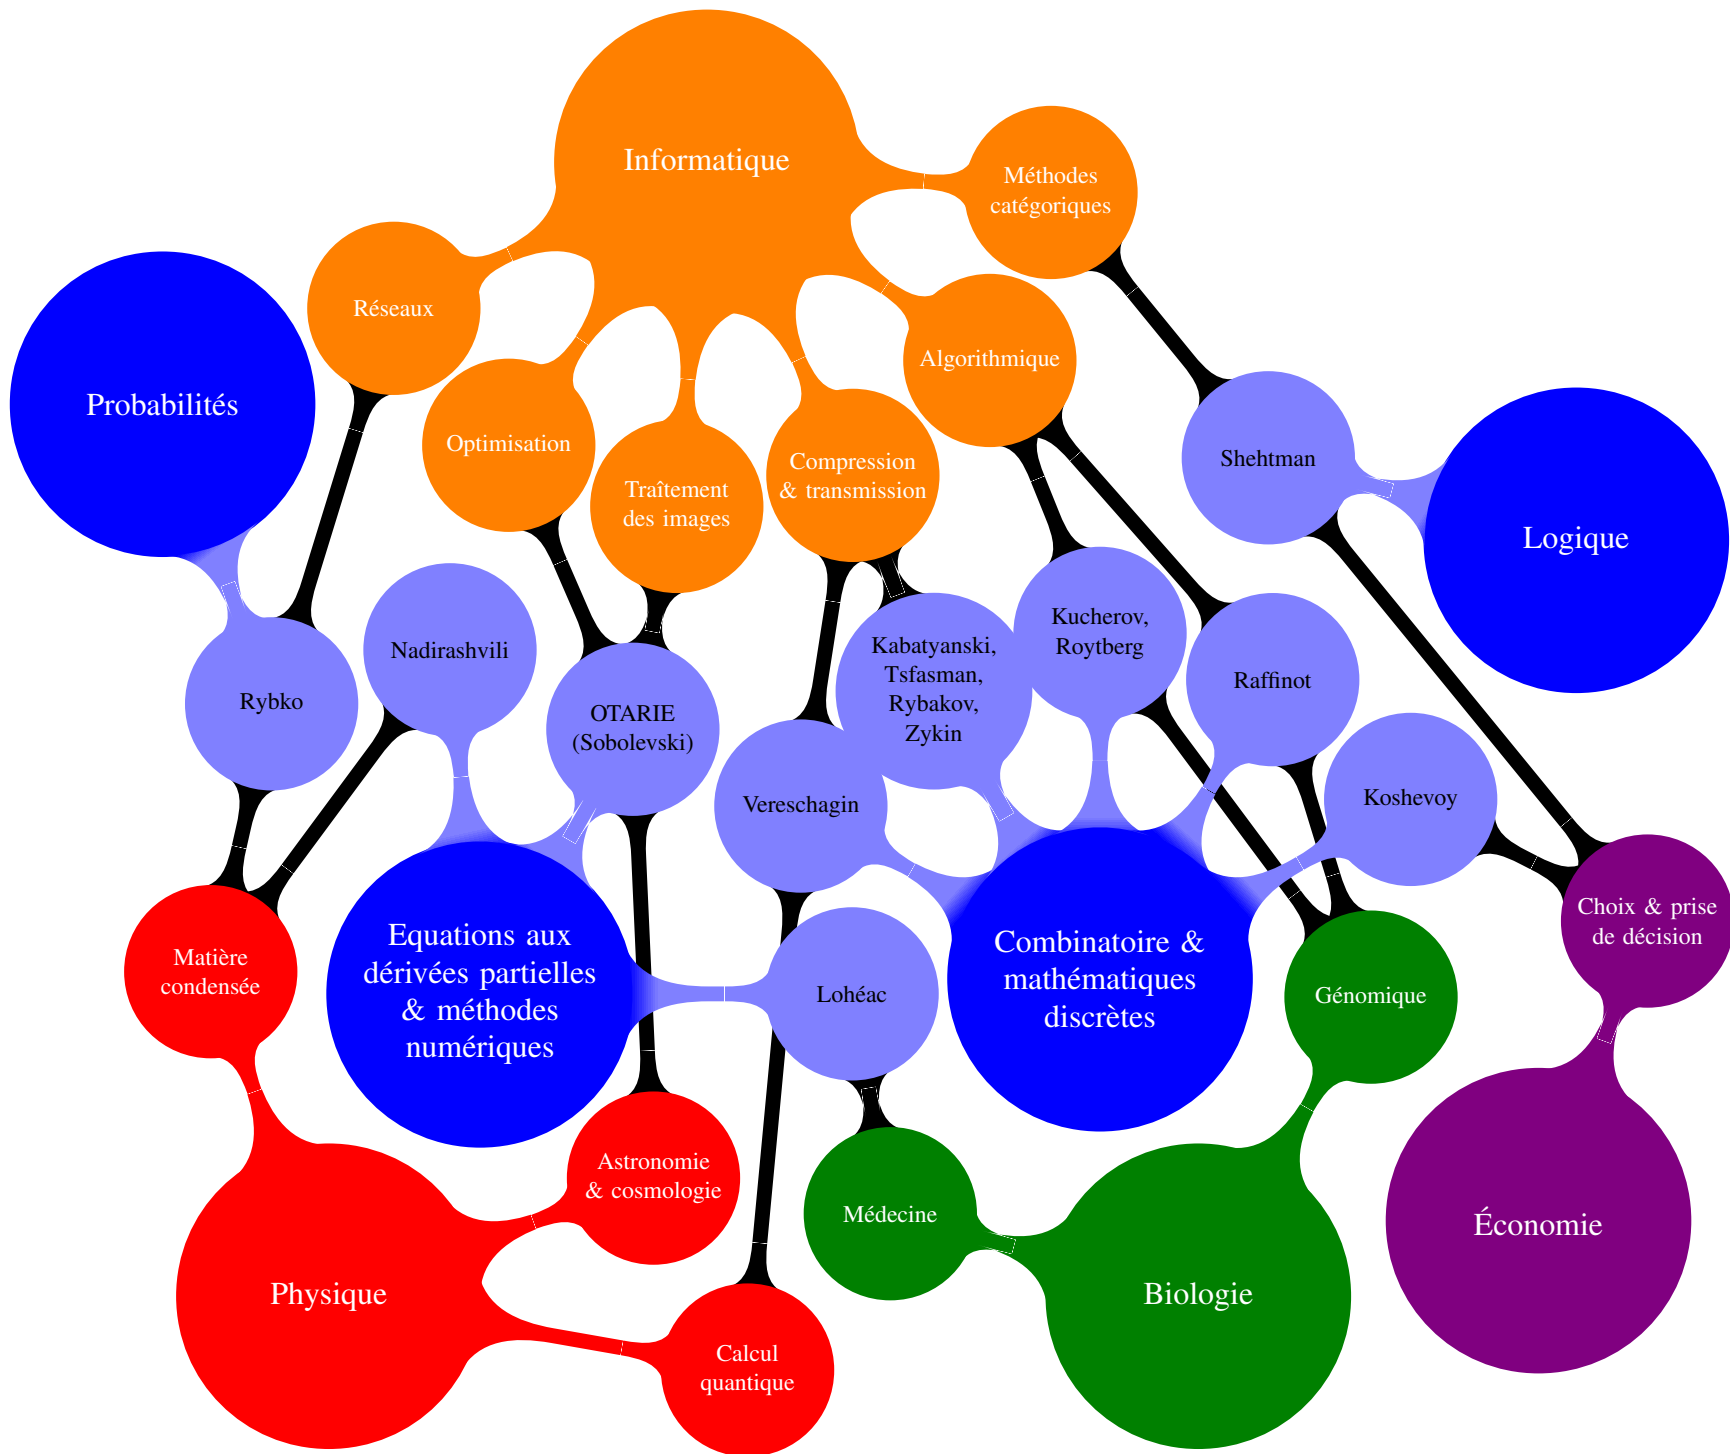 Informatique
Méthodes
catégoriques
Réseaux
Algorithmique
Probabilités
Optimisation
Traîtement
des images
Compression
& transmission
Shehtman
Logique
Nadirashvili
Rybko
OTARIE
(Sobolevski)
Kabatyanski,
Tsfasman,
Rybakov,
Zykin
Kucherov,
Roytberg
Raffinot
Vereschagin
Koshevoy
Choix & prise
de décision
Matière
condensée
Equations aux
dérivées partielles
& méthodes
numériques
Lohéac
Combinatoire &
mathématiques
discrètes
Génomique
Astronomie
& cosmologie
Médecine
Économie
Physique
Biologie
Calcul
quantique